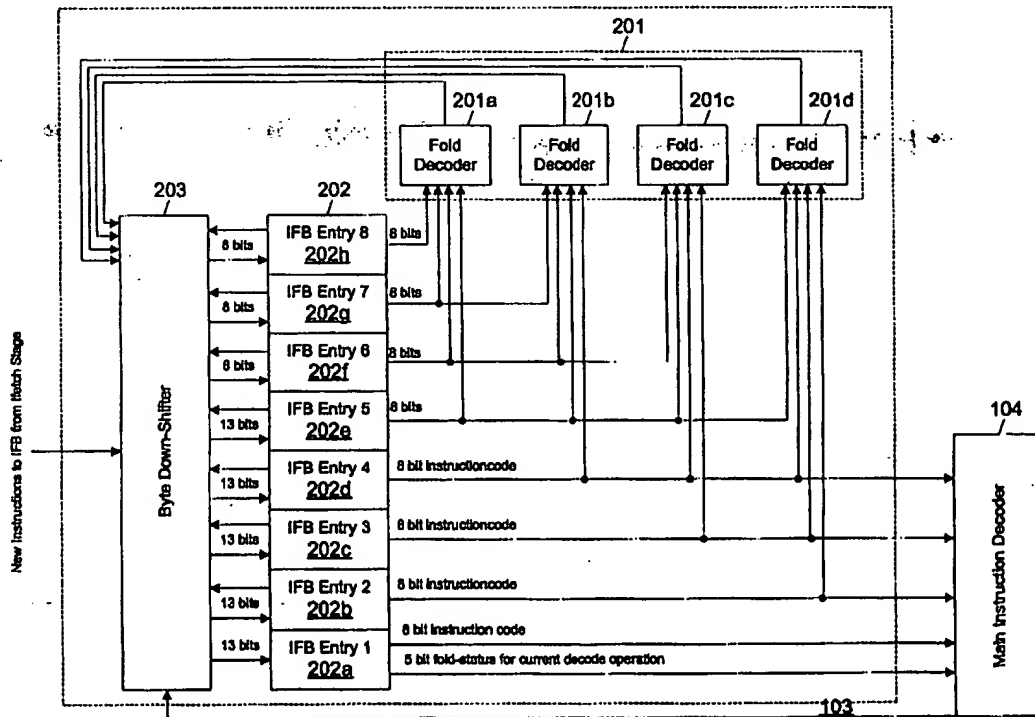 201
201a
201b
201c
201d
Fold Decoder
Fold Decoder
Fold Decoder
Fold Decoder
203
202
Byte Down-Shifter
New Instructions to IFB from Fetch Stage
8 bits
IFB Entry 8
202h
8 bits
8 bits
IFB Entry 7
202g
8 bits
8 bits
IFB Entry 6
202f
8 bits
13 bits
IFB Entry 5
202e
8 bits
13 bits
IFB Entry 4
202d
8 bit instructioncode
13 bits
IFB Entry 3
202c
8 bit instructioncode
13 bits
IFB Entry 2
202b
8 bit instructioncode
13 bits
IFB Entry 1
202a
8 bit instruction code
5 bit fold-status for current decode operation
104
Main Instruction Decoder
103